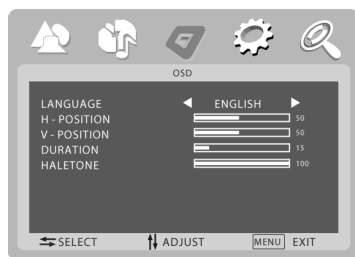 OSD
LANGUAGE ENGLISH
H - POSITION 50
V - POSITION 50
DURATION 15
HALETONE 100
SELECT ADJUST MENU EXIT